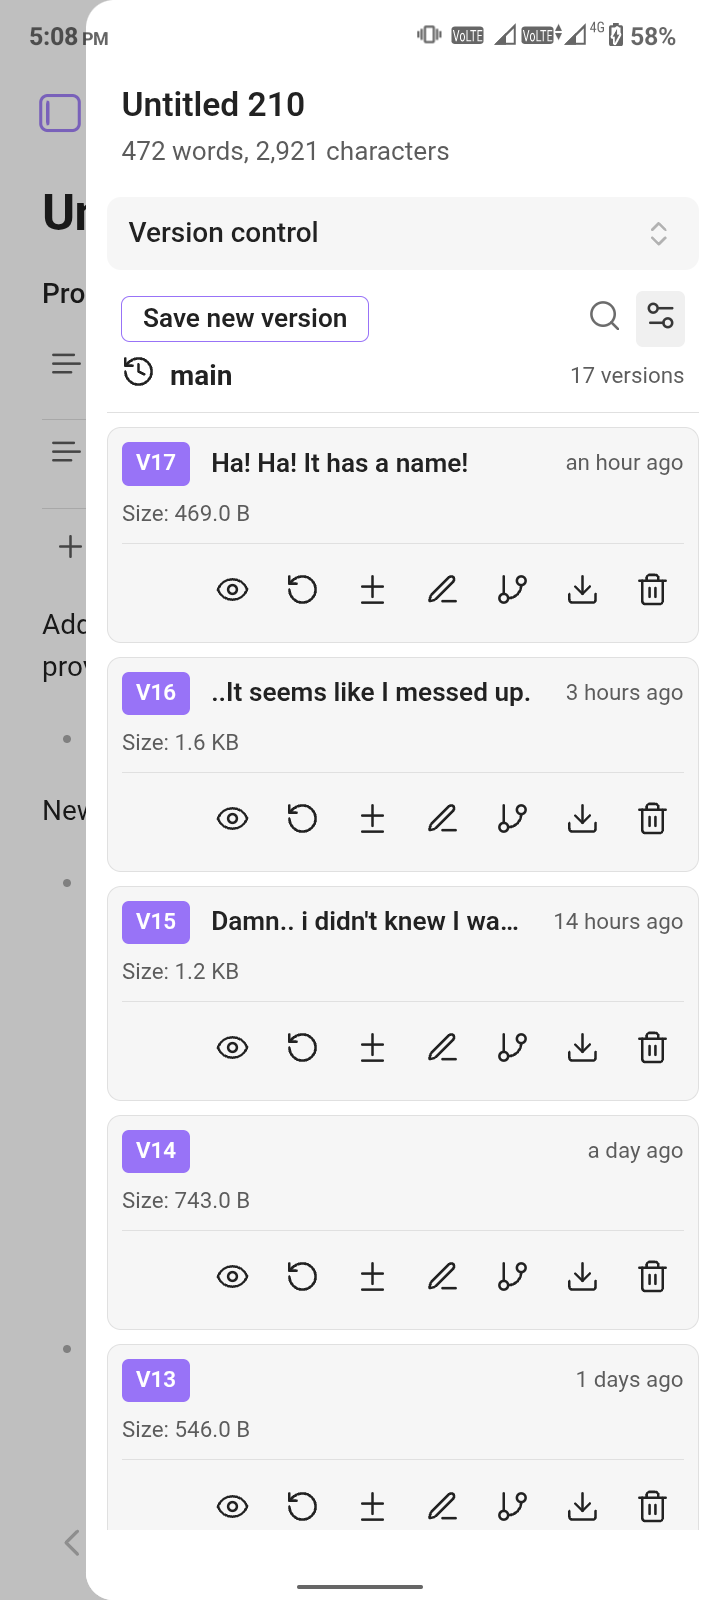 5:08 PM VoLTE VoLTE 4G 58%
Untitled 210
472 words, 2,921 characters
Un
Version control
Pro
Save new version
main 17 versions
V17 Ha! Ha! It has a name! an hour ago
Size: 469.0 B
Add
prov
V16 ..It seems like I messed up. 3 hours ago
Size: 1.6 KB
New
V15 Damn.. i didn't knew I wa... 14 hours ago
Size: 1.2 KB
V14 a day ago
Size: 743.0 B
V13 1 days ago
Size: 546.0 B